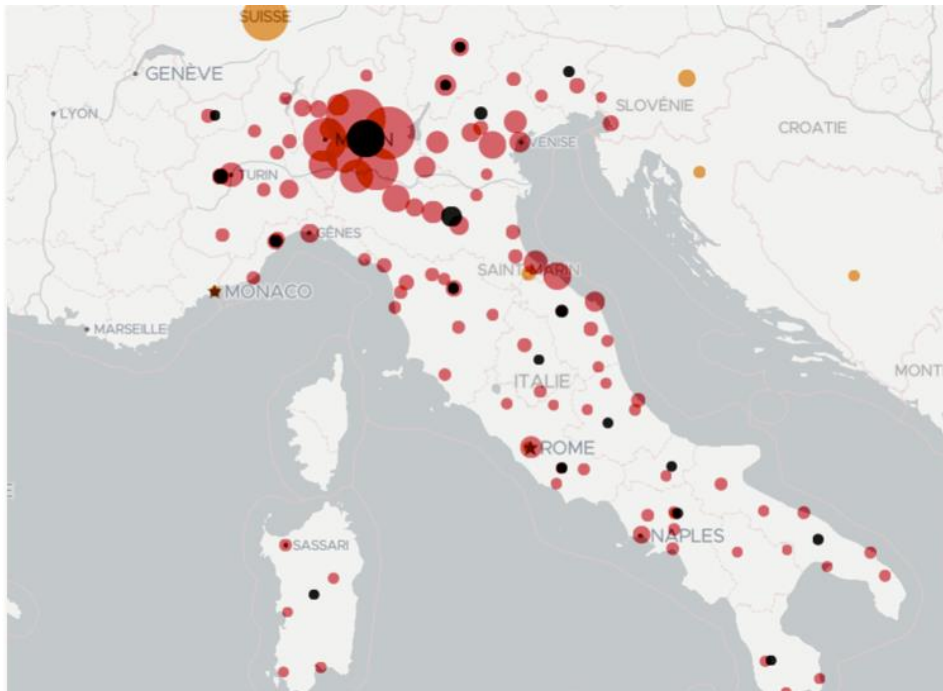 SUISSE
GENÈVE
SLOVÉNIE
LYON
CROATIE
VENISE
TURIN
GÊNES
SAINT-MARIN
MONACO
MARSEILLE
MONT
ITALIE
ROME
NAPLES
SASSARI